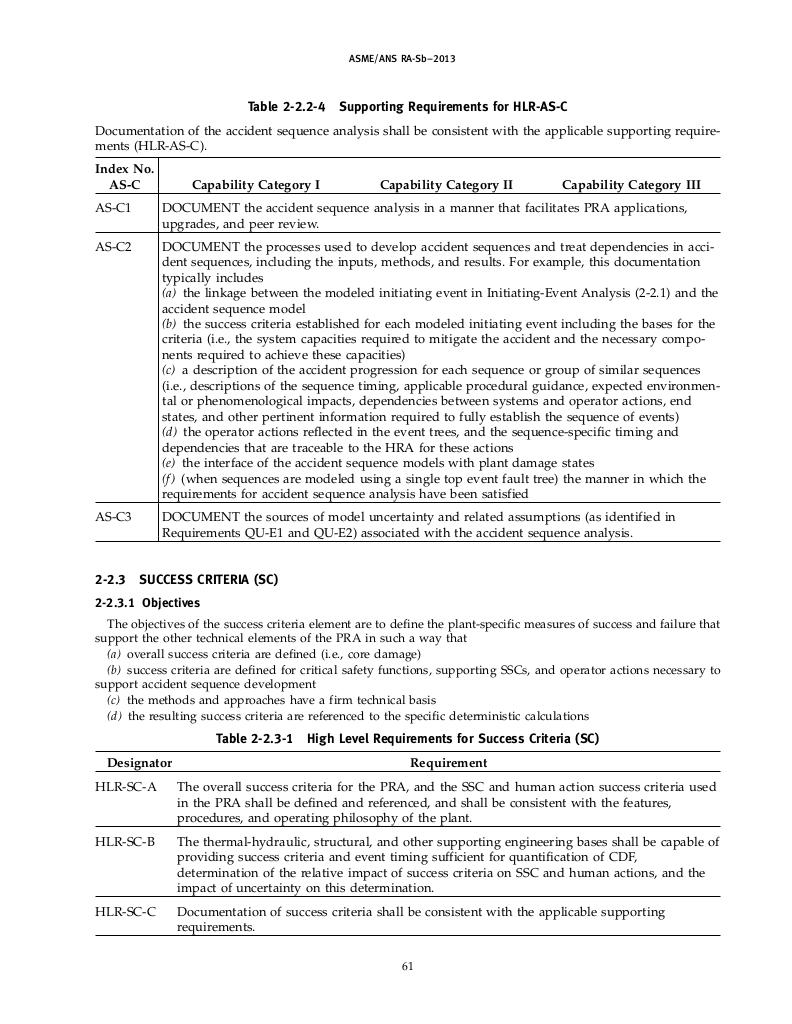 ASME/ANS RA-Sb–2013
Table 2-2.2-4 Supporting Requirements for HLR-AS-C
Documentation of the accident sequence analysis shall be consistent with the applicable supporting require-
ments (HLR-AS-C).
Index No.
AS-C Capability Category I Capability Category II Capability Category III
AS-C1 DOCUMENT the accident sequence analysis in a manner that facilitates PRA applications,
upgrades, and peer review.
AS-C2 DOCUMENT the processes used to develop accident sequences and treat dependencies in acci-
dent sequences, including the inputs, methods, and results. For example, this documentation
typically includes
(a) the linkage between the modeled initiating event in Initiating-Event Analysis (2-2.1) and the
accident sequence model
(b) the success criteria established for each modeled initiating event including the bases for the
criteria (i.e., the system capacities required to mitigate the accident and the necessary compo-
nents required to achieve these capacities)
(c) a description of the accident progression for each sequence or group of similar sequences
(i.e., descriptions of the sequence timing, applicable procedural guidance, expected environmen-
tal or phenomenological impacts, dependencies between systems and operator actions, end
states, and other pertinent information required to fully establish the sequence of events)
(d) the operator actions reflected in the event trees, and the sequence-specific timing and
dependencies that are traceable to the HRA for these actions
(e) the interface of the accident sequence models with plant damage states
(f) (when sequences are modeled using a single top event fault tree) the manner in which the
requirements for accident sequence analysis have been satisfied
AS-C3 DOCUMENT the sources of model uncertainty and related assumptions (as identified in
Requirements QU-E1 and QU-E2) associated with the accident sequence analysis.
2-2.3 SUCCESS CRITERIA (SC)
2-2.3.1 Objectives
The objectives of the success criteria element are to define the plant-specific measures of success and failure that
support the other technical elements of the PRA in such a way that
(a) overall success criteria are defined (i.e., core damage)
(b) success criteria are defined for critical safety functions, supporting SSCs, and operator actions necessary to
support accident sequence development
(c) the methods and approaches have a firm technical basis
(d) the resulting success criteria are referenced to the specific deterministic calculations
Table 2-2.3-1 High Level Requirements for Success Criteria (SC)
Designator Requirement
HLR-SC-A The overall success criteria for the PRA, and the SSC and human action success criteria used
in the PRA shall be defined and referenced, and shall be consistent with the features,
procedures, and operating philosophy of the plant.
HLR-SC-B The thermal-hydraulic, structural, and other supporting engineering bases shall be capable of
providing success criteria and event timing sufficient for quantification of CDF,
determination of the relative impact of success criteria on SSC and human actions, and the
impact of uncertainty on this determination.
HLR-SC-C Documentation of success criteria shall be consistent with the applicable supporting
requirements.
61